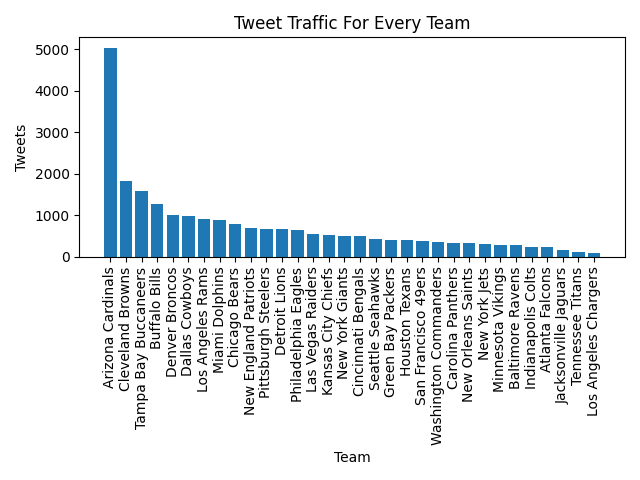 Tweet Traffic For Every Team
Tweets
5000
4000
3000
2000
1000
0
Arizona Cardinals
Cleveland Browns
Tampa Bay Buccaneers
Buffalo Bills
Denver Broncos
Dallas Cowboys
Los Angeles Rams
Miami Dolphins
Chicago Bears
New England Patriots
Pittsburgh Steelers
Detroit Lions
Philadelphia Eagles
Las Vegas Raiders
Kansas City Chiefs
New York Giants
Cincinnati Bengals
Seattle Seahawks
Green Bay Packers
Houston Texans
San Francisco 49ers
Washington Commanders
Carolina Panthers
New Orleans Saints
New York Jets
Minnesota Vikings
Baltimore Ravens
Indianapolis Colts
Atlanta Falcons
Jacksonville Jaguars
Tennessee Titans
Los Angeles Chargers
Team